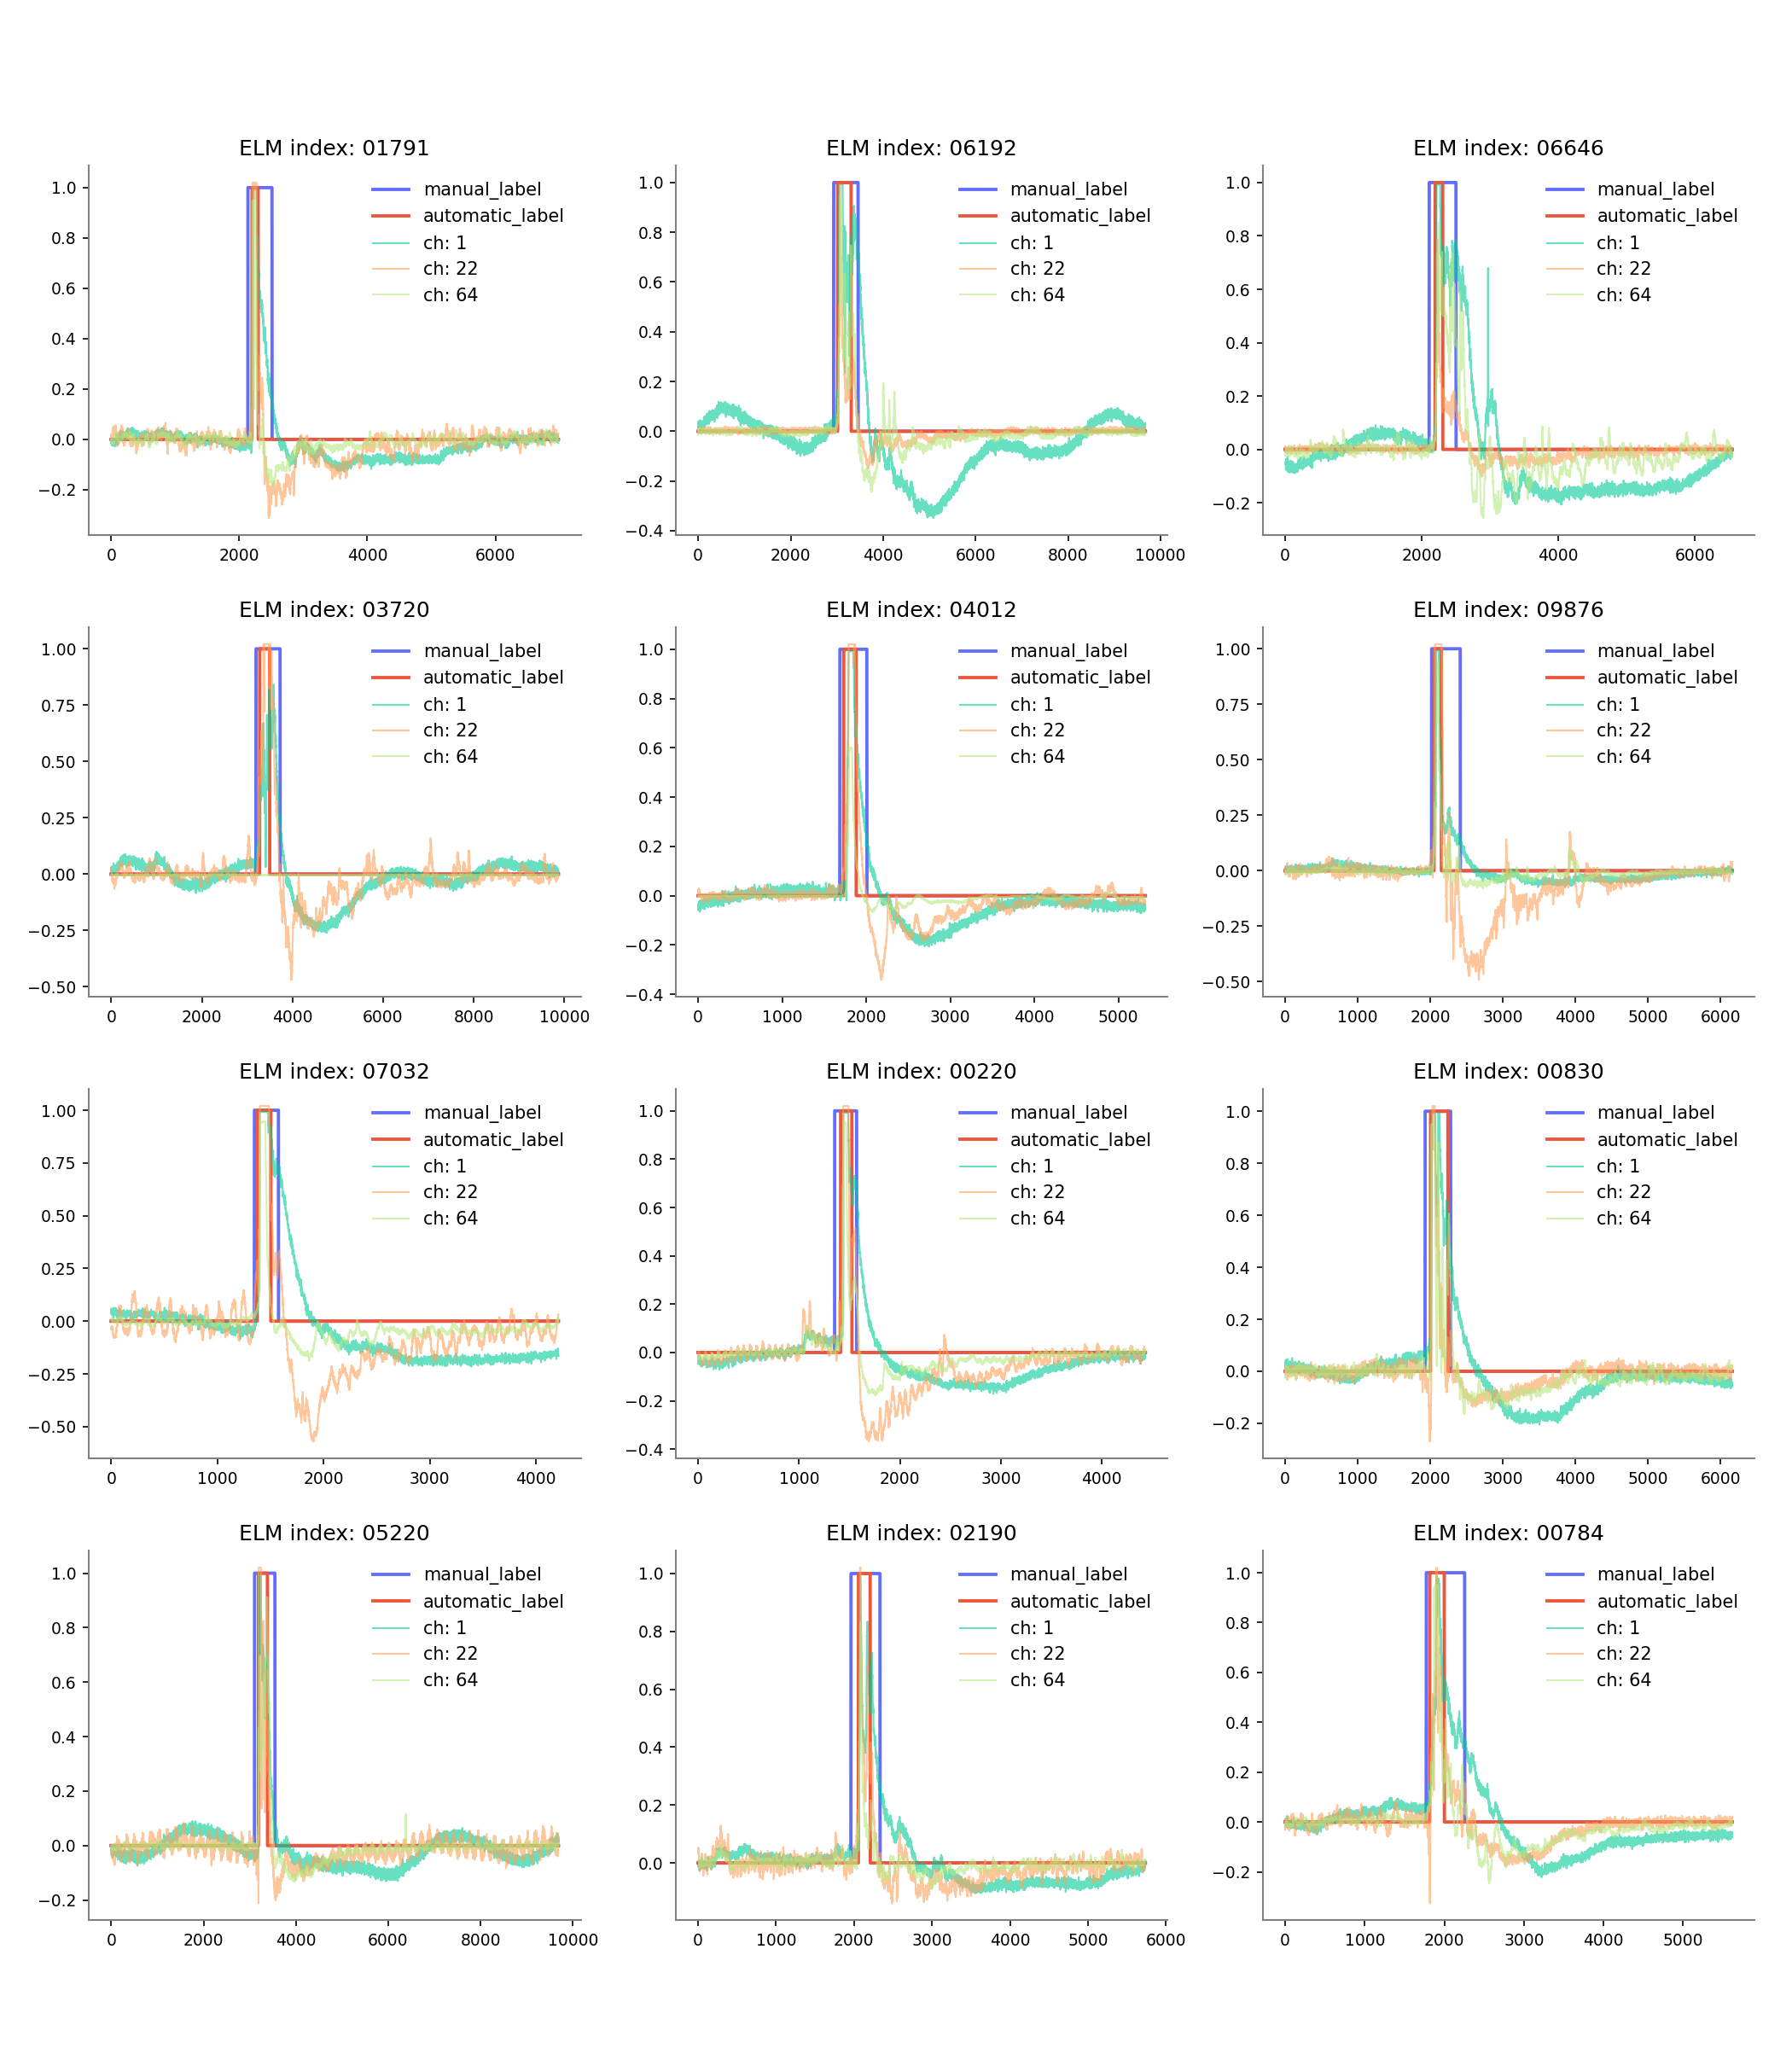 ELM index: 01791
manual_label
automatic_label
ch: 1
ch: 22
ch: 64
1.0
0.8
0.6
0.4
0.2
0.0
−0.2
0 2000 4000 6000
ELM index: 06192
manual_label
automatic_label
ch: 1
ch: 22
ch: 64
1.0
0.8
0.6
0.4
0.2
0.0
−0.2
−0.4
0 2000 4000 6000 8000 10000
ELM index: 06646
manual_label
automatic_label
ch: 1
ch: 22
ch: 64
1.0
0.8
0.6
0.4
0.2
0.0
−0.2
0 2000 4000 6000
ELM index: 03720
manual_label
automatic_label
ch: 1
ch: 22
ch: 64
1.00
0.75
0.50
0.25
0.00
−0.25
−0.50
0 2000 4000 6000 8000 10000
ELM index: 04012
manual_label
automatic_label
ch: 1
ch: 22
ch: 64
1.0
0.8
0.6
0.4
0.2
0.0
−0.2
−0.4
0 1000 2000 3000 4000 5000
ELM index: 09876
manual_label
automatic_label
ch: 1
ch: 22
ch: 64
1.00
0.75
0.50
0.25
0.00
−0.25
−0.50
0 1000 2000 3000 4000 5000 6000
ELM index: 07032
manual_label
automatic_label
ch: 1
ch: 22
ch: 64
1.00
0.75
0.50
0.25
0.00
−0.25
−0.50
0 1000 2000 3000 4000
ELM index: 00220
manual_label
automatic_label
ch: 1
ch: 22
ch: 64
1.0
0.8
0.6
0.4
0.2
0.0
−0.2
−0.4
0 1000 2000 3000 4000
ELM index: 00830
manual_label
automatic_label
ch: 1
ch: 22
ch: 64
1.0
0.8
0.6
0.4
0.2
0.0
−0.2
0 1000 2000 3000 4000 5000 6000
ELM index: 05220
manual_label
automatic_label
ch: 1
ch: 22
ch: 64
1.0
0.8
0.6
0.4
0.2
0.0
−0.2
0 2000 4000 6000 8000 10000
ELM index: 02190
manual_label
automatic_label
ch: 1
ch: 22
ch: 64
1.0
0.8
0.6
0.4
0.2
0.0
0 1000 2000 3000 4000 5000 6000
ELM index: 00784
manual_label
automatic_label
ch: 1
ch: 22
ch: 64
1.0
0.8
0.6
0.4
0.2
0.0
−0.2
0 1000 2000 3000 4000 5000